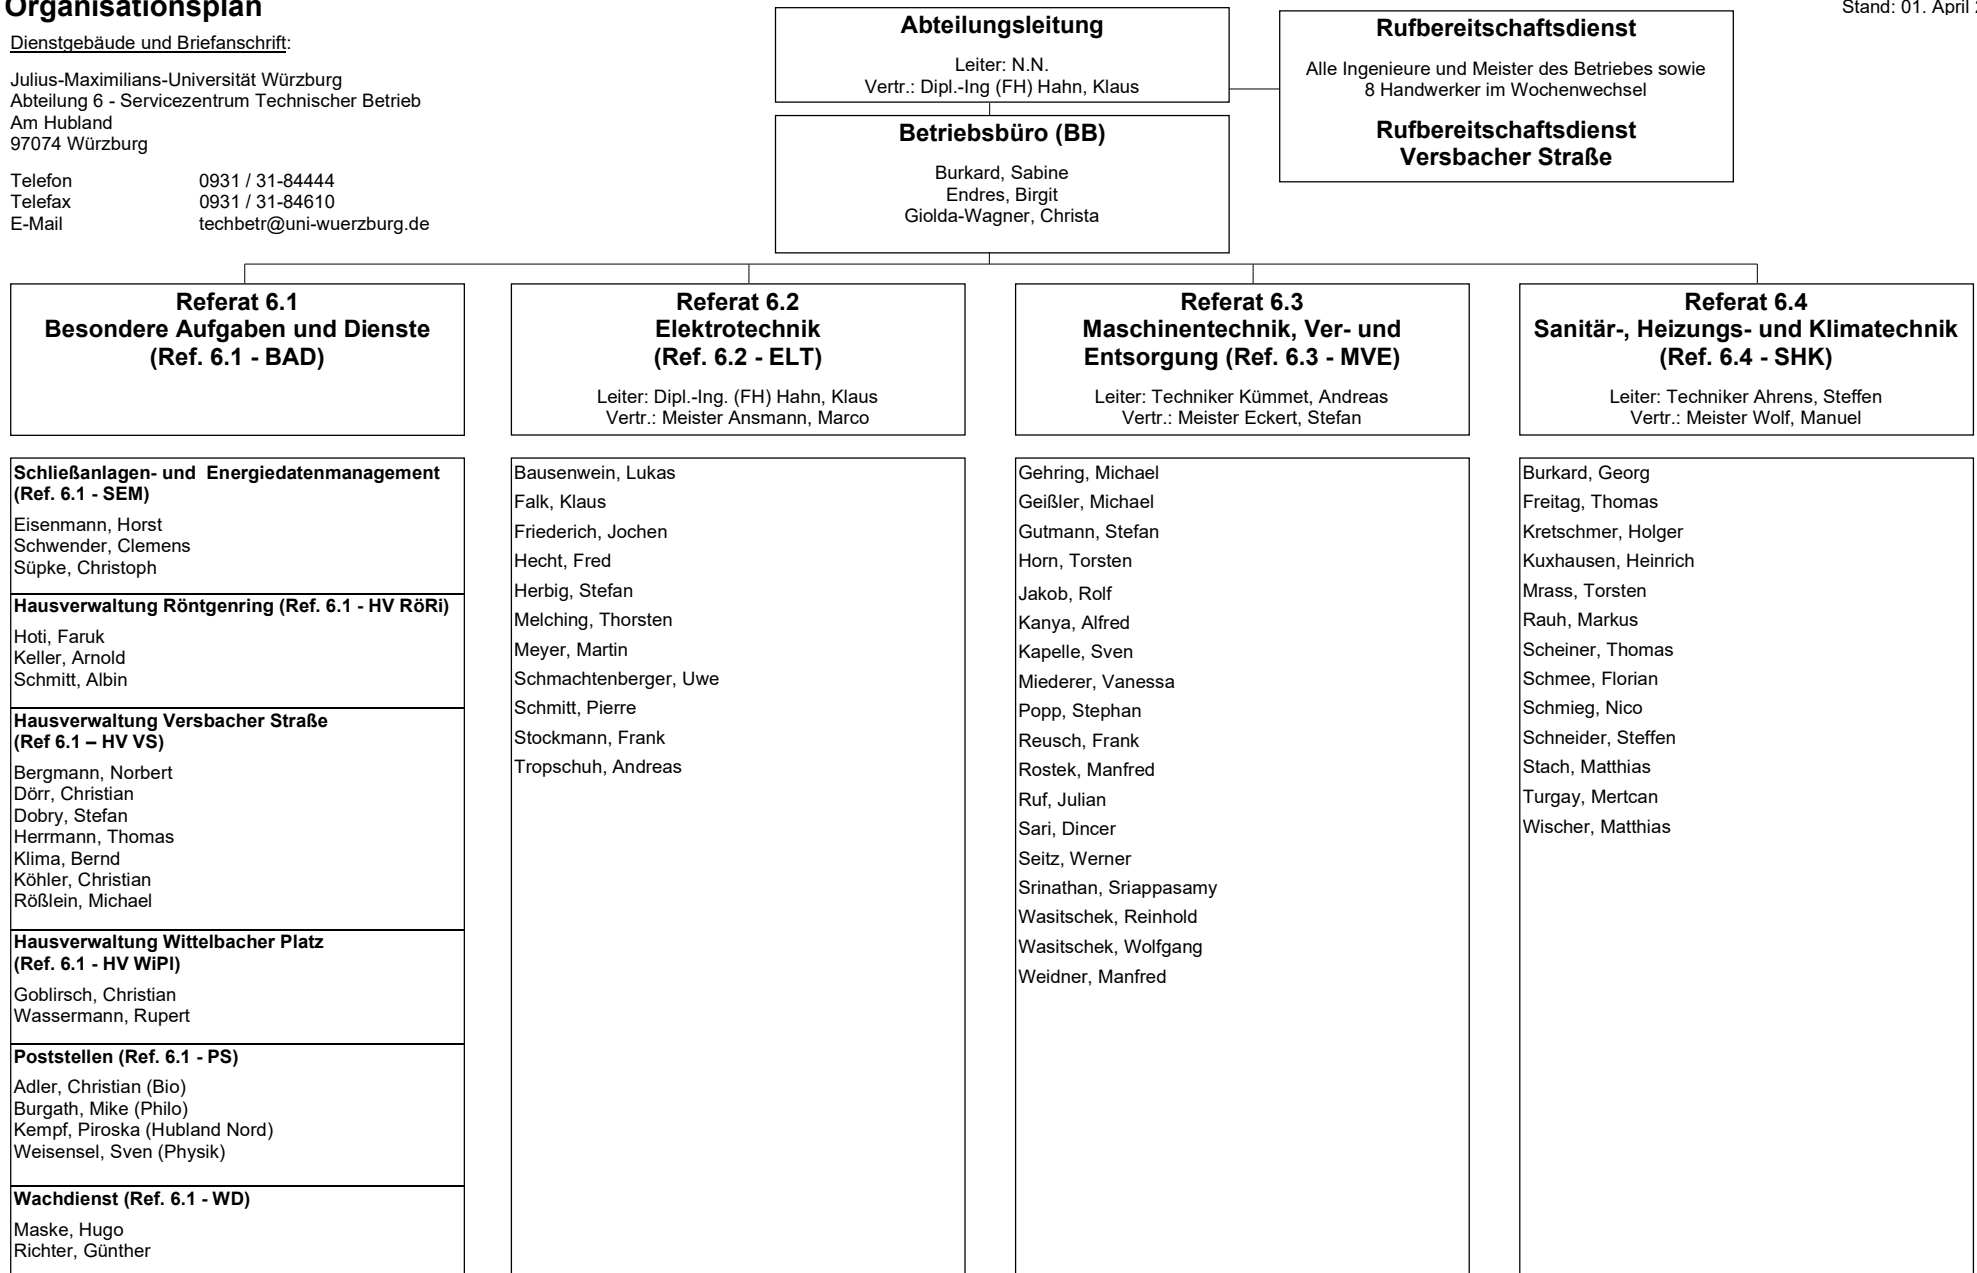 Organisationsplan
Stand: 01. April
Dienstgebäude und Briefanschrift:
Julius-Maximilians-Universität Würzburg
Abteilung 6 - Servicezentrum Technischer Betrieb
Am Hubland
97074 Würzburg
Telefon 0931 / 31-84444
Telefax 0931 / 31-84610
E-Mail techbetr@uni-wuerzburg.de
Abteilungsleitung
Leiter: N.N.
Vertr.: Dipl.-Ing (FH) Hahn, Klaus
Rufbereitschaftsdienst
Alle Ingenieure und Meister des Betriebes sowie
8 Handwerker im Wochenwechsel
Rufbereitschaftsdienst
Versbacher Straße
Betriebsbüro (BB)
Burkard, Sabine
Endres, Birgit
Giolda-Wagner, Christa
Referat 6.1
Besondere Aufgaben und Dienste
(Ref. 6.1 - BAD)
Schließanlagen- und Energiedatenmanagement
(Ref. 6.1 - SEM)
Eisenmann, Horst
Schwender, Clemens
Süpke, Christoph
Hausverwaltung Röntgenring (Ref. 6.1 - HV RöRi)
Hoti, Faruk
Keller, Arnold
Schmitt, Albin
Hausverwaltung Versbacher Straße
(Ref 6.1 – HV VS)
Bergmann, Norbert
Dörr, Christian
Dobry, Stefan
Herrmann, Thomas
Klima, Bernd
Köhler, Christian
Rößlein, Michael
Hausverwaltung Wittelbacher Platz
(Ref. 6.1 - HV WiPl)
Goblirsch, Christian
Wassermann, Rupert
Poststellen (Ref. 6.1 - PS)
Adler, Christian (Bio)
Burgath, Mike (Philo)
Kempf, Piroska (Hubland Nord)
Weisensel, Sven (Physik)
Wachdienst (Ref. 6.1 - WD)
Maske, Hugo
Richter, Günther
Referat 6.2
Elektrotechnik
(Ref. 6.2 - ELT)
Leiter: Dipl.-Ing. (FH) Hahn, Klaus
Vertr.: Meister Ansmann, Marco
Bausenwein, Lukas
Falk, Klaus
Friederich, Jochen
Hecht, Fred
Herbig, Stefan
Melching, Thorsten
Meyer, Martin
Schmachtenberger, Uwe
Schmitt, Pierre
Stockmann, Frank
Tropschuh, Andreas
Referat 6.3
Maschinentechnik, Ver- und
Entsorgung (Ref. 6.3 - MVE)
Leiter: Techniker Kümmet, Andreas
Vertr.: Meister Eckert, Stefan
Gehring, Michael
Geißler, Michael
Gutmann, Stefan
Horn, Torsten
Jakob, Rolf
Kanya, Alfred
Kapelle, Sven
Miederer, Vanessa
Popp, Stephan
Reusch, Frank
Rostek, Manfred
Ruf, Julian
Sari, Dincer
Seitz, Werner
Srinathan, Sriappasamy
Wasitschek, Reinhold
Wasitschek, Wolfgang
Weidner, Manfred
Referat 6.4
Sanitär-, Heizungs- und Klimatechnik
(Ref. 6.4 - SHK)
Leiter: Techniker Ahrens, Steffen
Vertr.: Meister Wolf, Manuel
Burkard, Georg
Freitag, Thomas
Kretschmer, Holger
Kuxhausen, Heinrich
Mrass, Torsten
Rauh, Markus
Scheiner, Thomas
Schmee, Florian
Schmieg, Nico
Schneider, Steffen
Stach, Matthias
Turgay, Mertcan
Wischer, Matthias